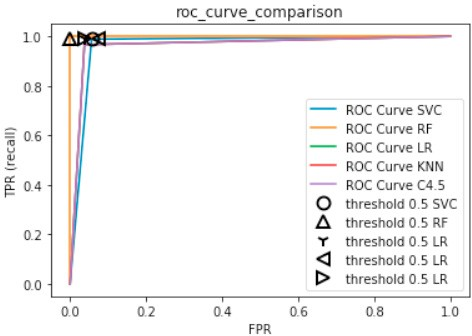 roc_curve_comparison
1.0
0.8
0.6
0.4
0.2
0.0
TPR (recall)
ROC Curve SVC
ROC Curve RF
ROC Curve LR
ROC Curve KNN
ROC Curve C4.5
threshold 0.5 SVC
threshold 0.5 RF
threshold 0.5 LR
threshold 0.5 LR
threshold 0.5 LR
0.0 0.2 0.4 0.6 0.8 1.0
FPR